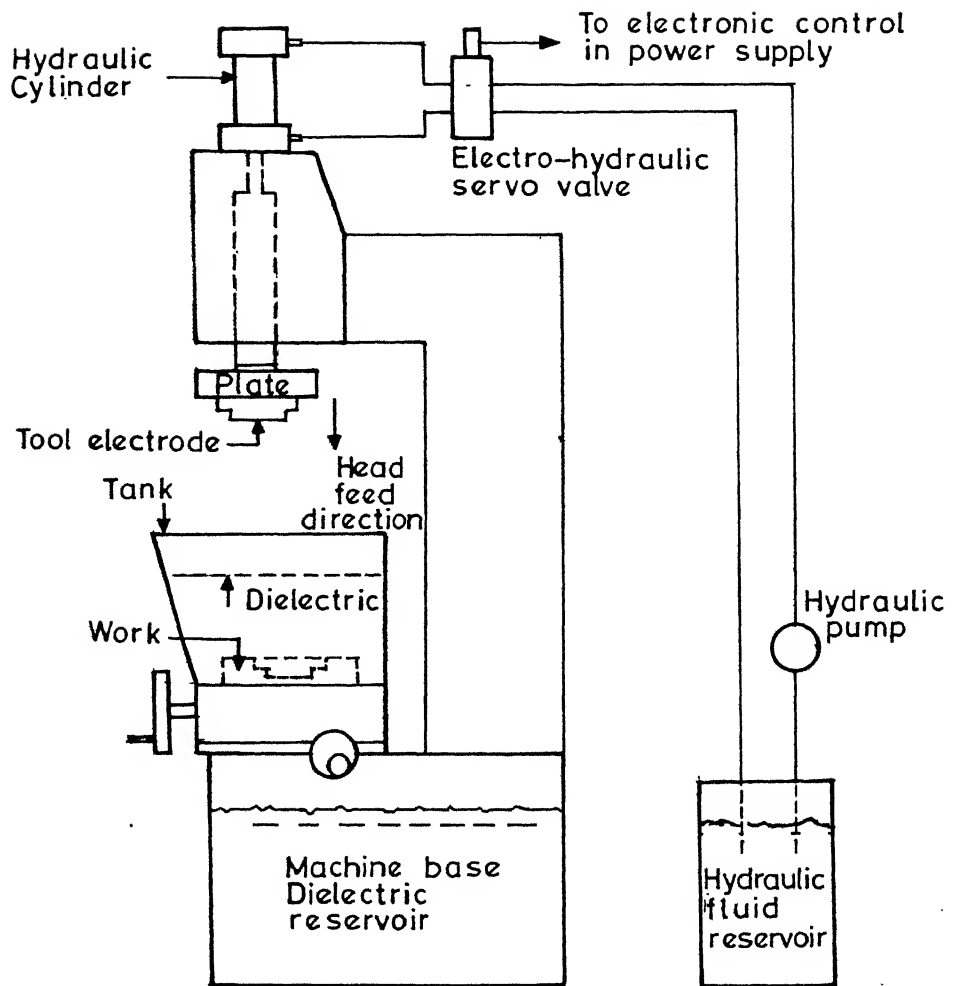 To electronic control
in power supply
Hydraulic
Cylinder
Electro-hydraulic
servo valve
Plate
Tool electrode
Head
feed
direction
Tank
Dielectric
Work
Hydraulic
pump
Machine base
Dielectric
reservoir
Hydraulic
fluid
reservoir